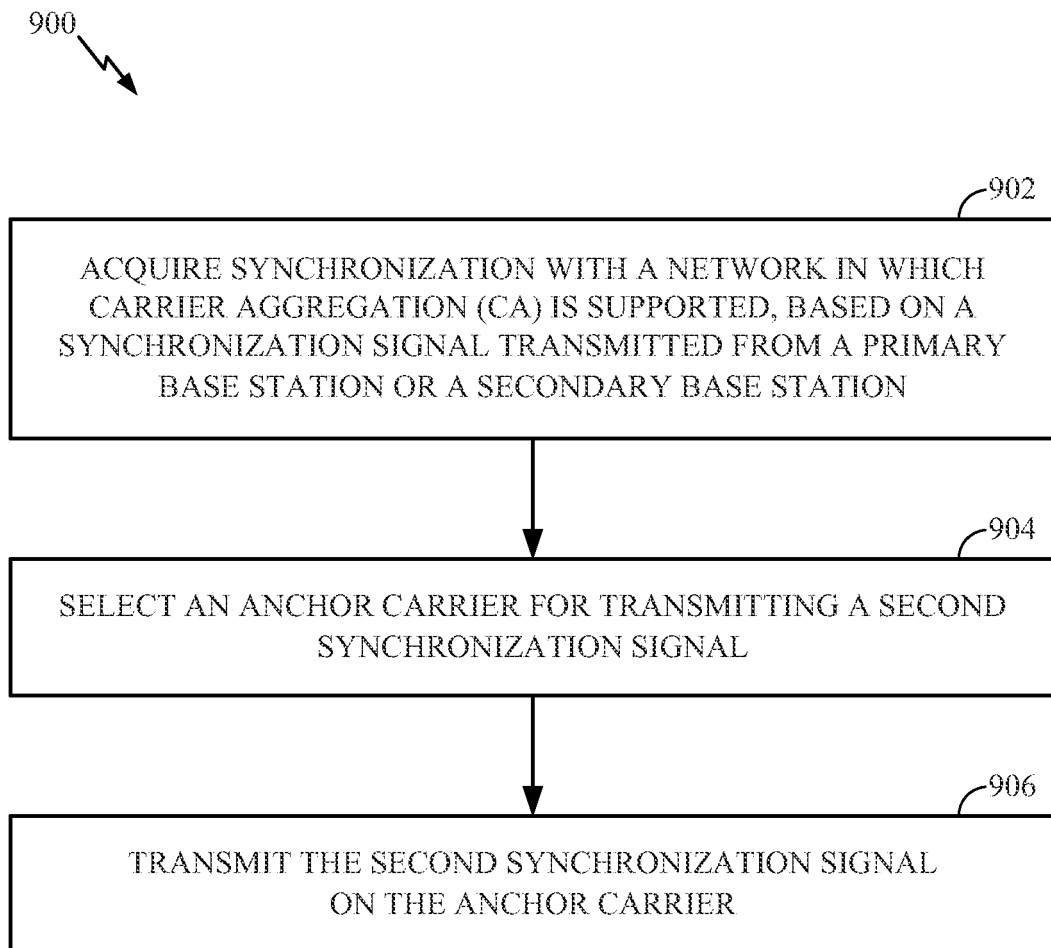 900
902
ACQUIRE SYNCHRONIZATION WITH A NETWORK IN WHICH
CARRIER AGGREGATION (CA) IS SUPPORTED, BASED ON A
SYNCHRONIZATION SIGNAL TRANSMITTED FROM A PRIMARY
BASE STATION OR A SECONDARY BASE STATION
904
SELECT AN ANCHOR CARRIER FOR TRANSMITTING A SECOND
SYNCHRONIZATION SIGNAL
906
TRANSMIT THE SECOND SYNCHRONIZATION SIGNAL
ON THE ANCHOR CARRIER